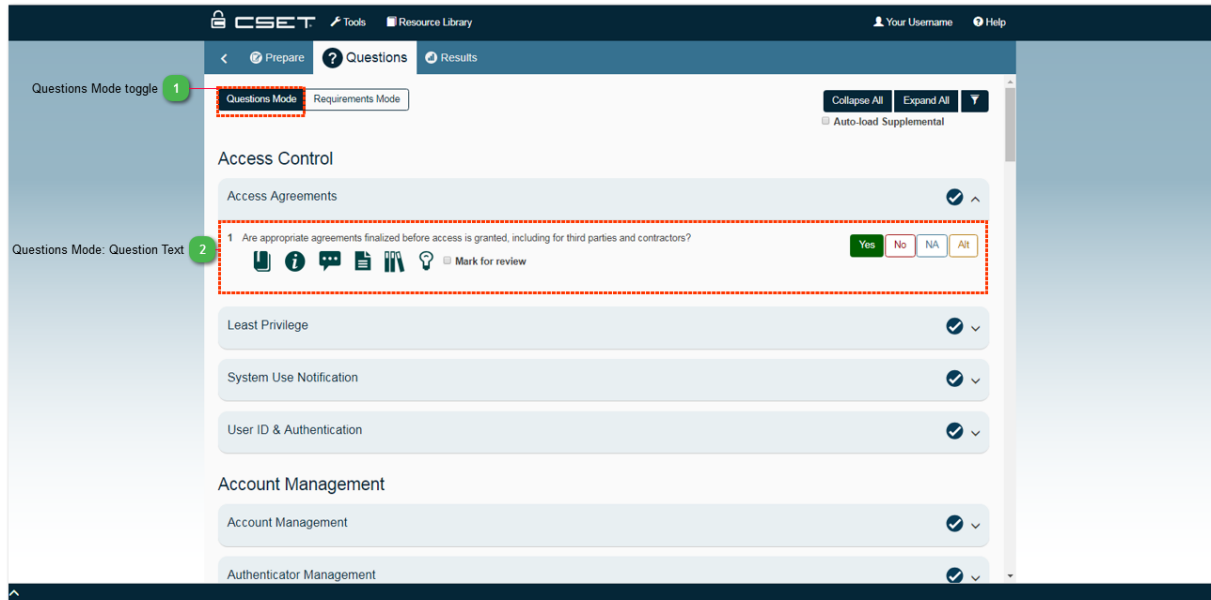 CSET Tools Resource Library Your Username Help
Prepare ? Questions Results
Questions Mode toggle 1
Questions Mode Requirements Mode
Collapse All Expand All
Auto-load Supplemental
Access Control
Access Agreements
Questions Mode: Question Text 2
1 Are appropriate agreements finalized before access is granted, including for third parties and contractors?
Yes No NA Alt
Mark for review
Least Privilege
System Use Notification
User ID & Authentication
Account Management
Account Management
Authenticator Management